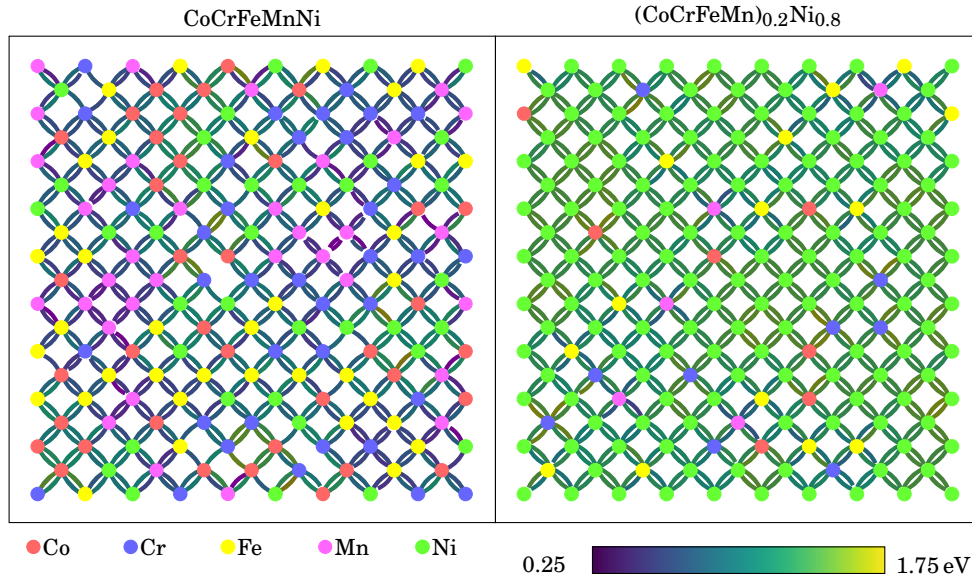 CoCrFeMnNi
(CoCrFeMn)₀.₂Ni₀.₈
Co Cr Fe Mn Ni
0.25 1.75 eV